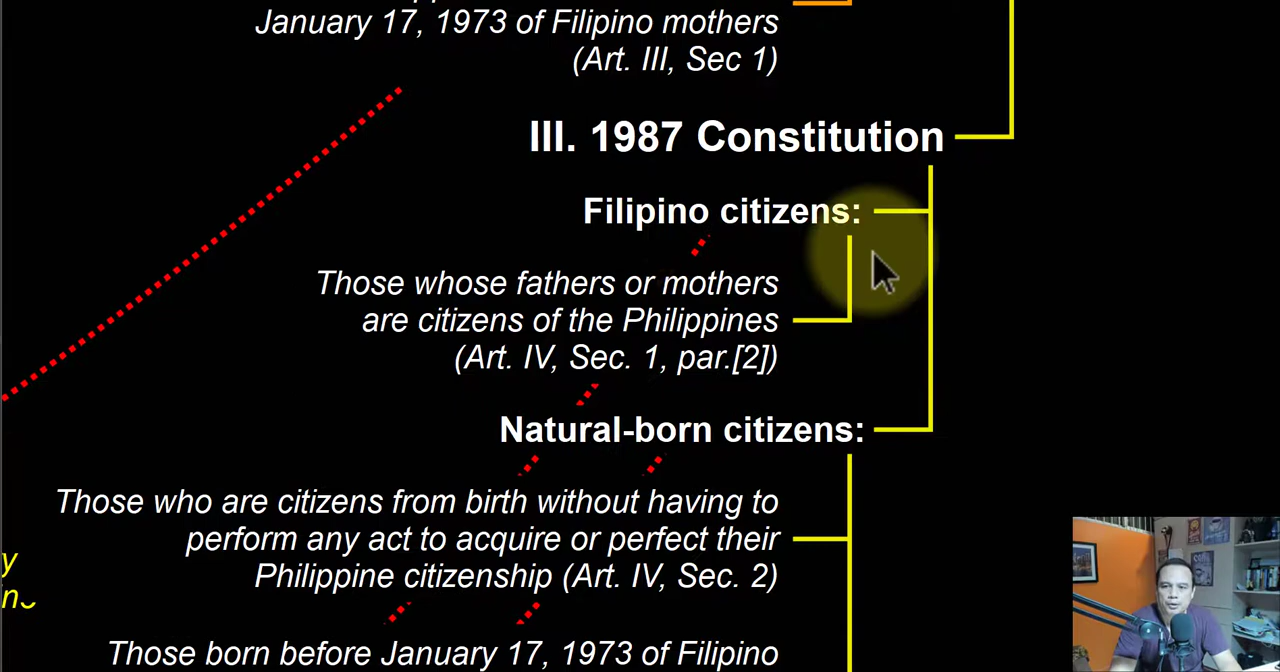 January 17, 1973 of Filipino mothers
(Art. III, Sec 1)
III. 1987 Constitution
Filipino citizens:
Those whose fathers or mothers
are citizens of the Philippines
(Art. IV, Sec. 1, par.[2])
Natural-born citizens:
Those who are citizens from birth without having to
perform any act to acquire or perfect their
Philippine citizenship (Art. IV, Sec. 2)
Those born before January 17, 1973 of Filipino